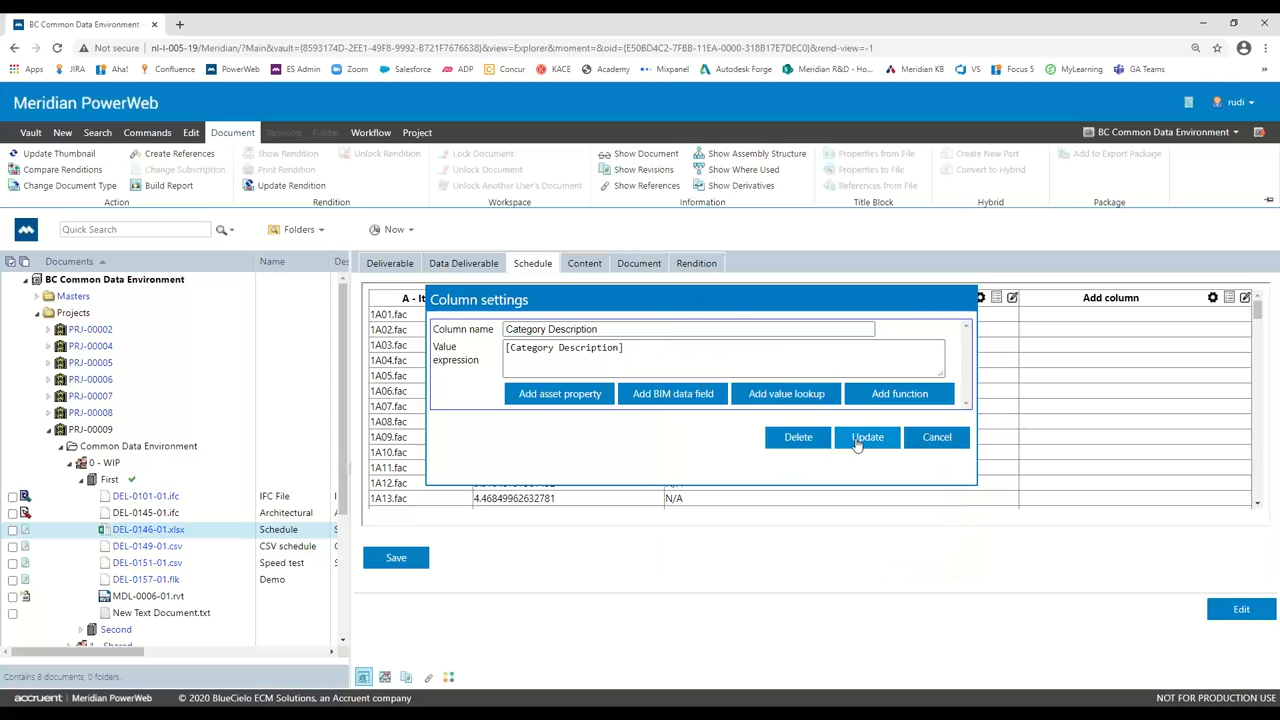 BC Common Data Environment
Not secure nl-l-005-19/Meridian/?Main&vault={8593174D-2EE1-49F8-9992-B721F7676638}&view=Explorer&moment=&oid={E50BD4C2-7FBB-11EA-0000-318B17E7DEC0}&rend-view=-1
Apps JIRA Aha! Confluence PowerWeb ES Admin Zoom Salesforce ADP Concur KACE Academy Mixpanel Autodesk Forge Meridian R&D - Ho... Meridian KB VS Focus 5 MyLearning GA Teams
Meridian PowerWeb rudi
Vault New Search Commands Edit Document Revision Folder Workflow Project BC Common Data Environment
Update Thumbnail Create References Show Rendition Unlock Rendition Lock Document Show Document Show Assembly Structure Properties from File Create New Part Add to Export Package
Compare Renditions Change Subscription Print Rendition Unlock Document Show Revisions Show Where Used Properties to File Convert to Hybrid
Change Document Type Build Report Update Rendition Unlock Another User's Document Show References Show Derivatives References from File
Action Rendition Workspace Information Title Block Hybrid Package
Quick Search Folders Now
Documents Name Des
Deliverable Data Deliverable Schedule Content Document Rendition
BC Common Data Environment
Masters
Projects
PRJ-00002
PRJ-00004
PRJ-00005
PRJ-00006
PRJ-00007
PRJ-00008
PRJ-00009
Common Data Environment
0 - WIP
First
DEL-0101-01.ifc IFC File
DEL-0145-01.ifc Architectural
DEL-0146-01.xlsx Schedule S
DEL-0149-01.csv CSV schedule
DEL-0151-01.csv Speed test
DEL-0157-01.flk Demo
MDL-0006-01.rvt
New Text Document.txt
Second
1 - Shared
Contains 8 documents, 0 folders.
A - It Add column
1A01.fac
1A02.fac
1A03.fac
1A04.fac
1A05.fac
1A06.fac
1A07.fac
1A08.fac
1A09.fac
1A10.fac
1A11.fac
1A12.fac
1A13.fac 4.46849962632781 N/A
Column settings
Column name Category Description
Value expression [Category Description]
Add asset property Add BIM data field Add value lookup Add function
Delete Update Cancel
Save
Edit
accruent Meridian PowerWeb © 2020 BlueCielo ECM Solutions, an Accruent company NOT FOR PRODUCTION USE